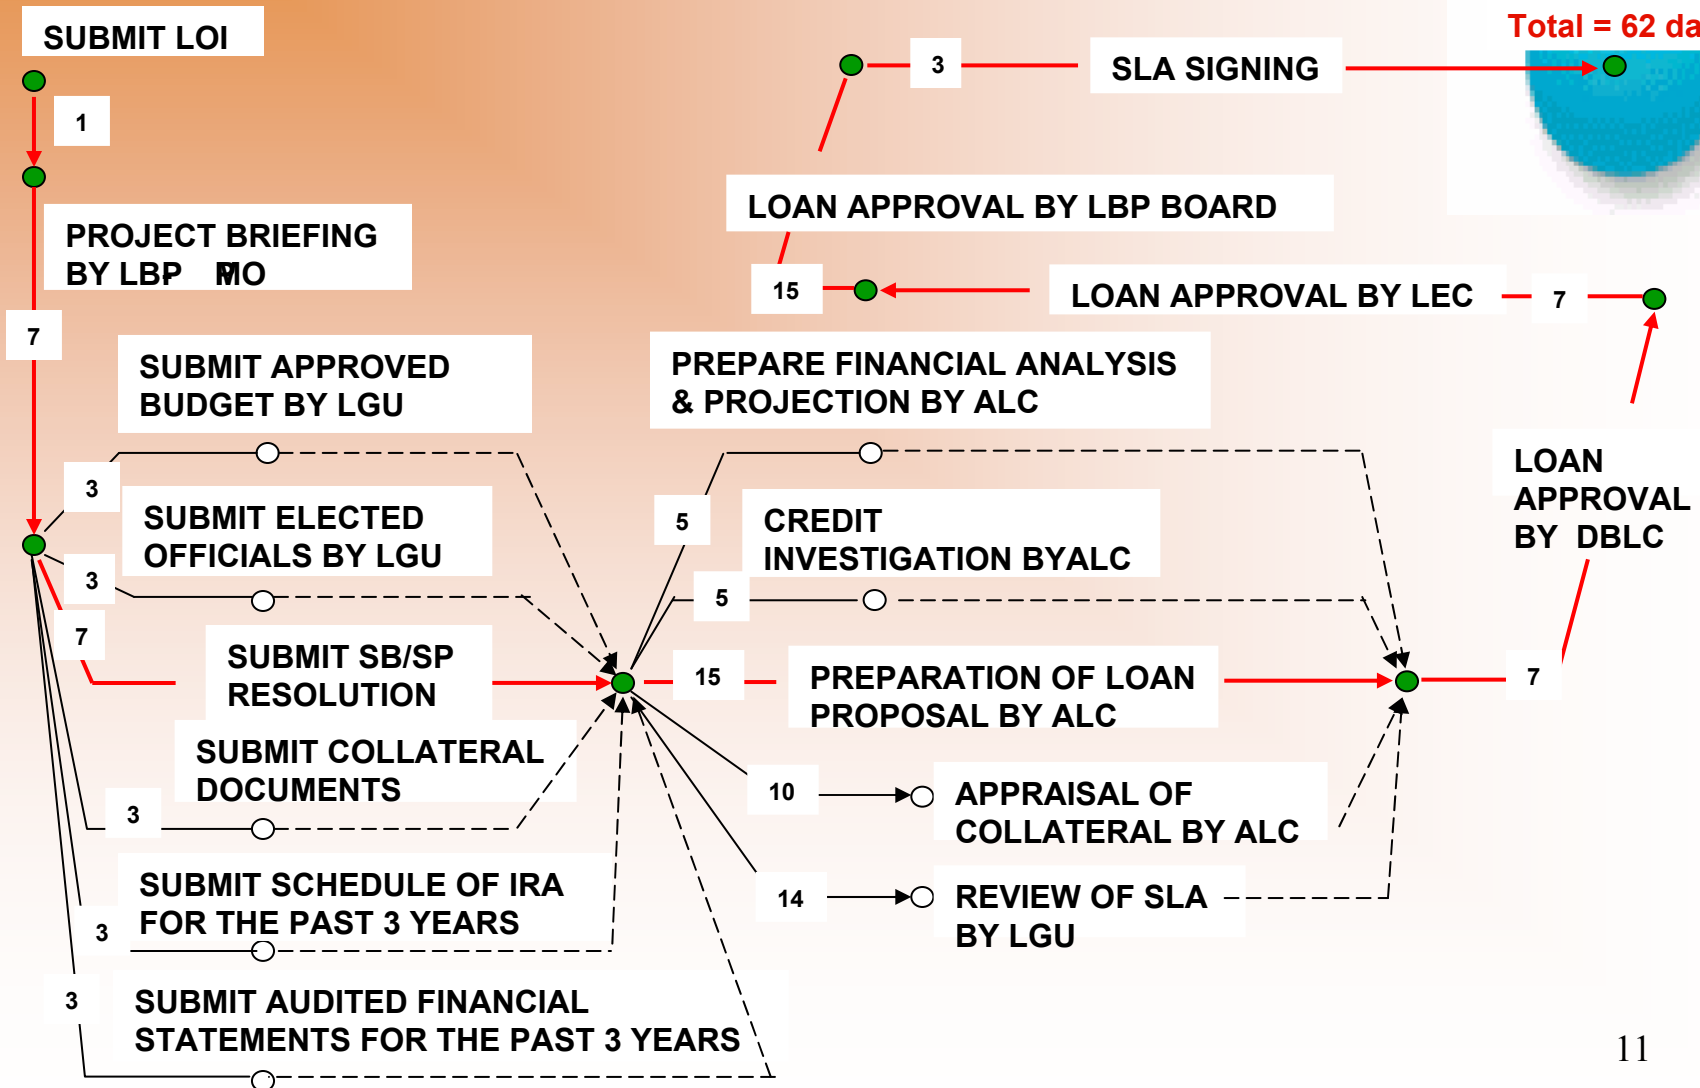 SUBMIT LOI
Total = 62 da
3
SLA SIGNING
1
LOAN APPROVAL BY LBP BOARD
PROJECT BRIEFING
BY LBP PMO
15
LOAN APPROVAL BY LEC
7
7
SUBMIT APPROVED
BUDGET BY LGU
PREPARE FINANCIAL ANALYSIS
& PROJECTION BY ALC
LOAN
APPROVAL
BY DBLC
3
SUBMIT ELECTED
OFFICIALS BY LGU
5
CREDIT
INVESTIGATION BYALC
3
5
7
SUBMIT SB/SP
RESOLUTION
15
PREPARATION OF LOAN
PROPOSAL BY ALC
7
SUBMIT COLLATERAL
DOCUMENTS
3
10
APPRAISAL OF
COLLATERAL BY ALC
SUBMIT SCHEDULE OF IRA
FOR THE PAST 3 YEARS
3
14
REVIEW OF SLA
BY LGU
3
SUBMIT AUDITED FINANCIAL
STATEMENTS FOR THE PAST 3 YEARS
11